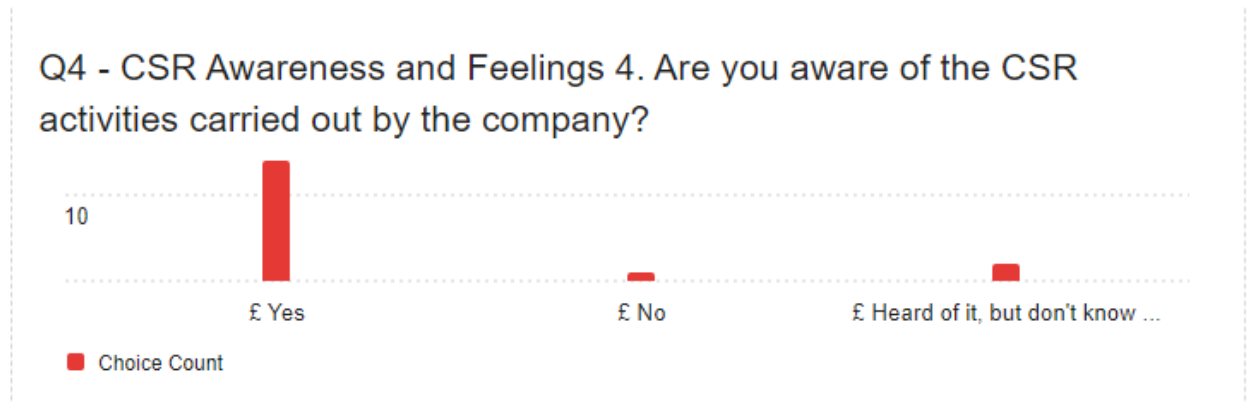 Q4 - CSR Awareness and Feelings 4. Are you aware of the CSR
activities carried out by the company?
10
£ Yes
£ No
£ Heard of it, but don't know ...
Choice Count